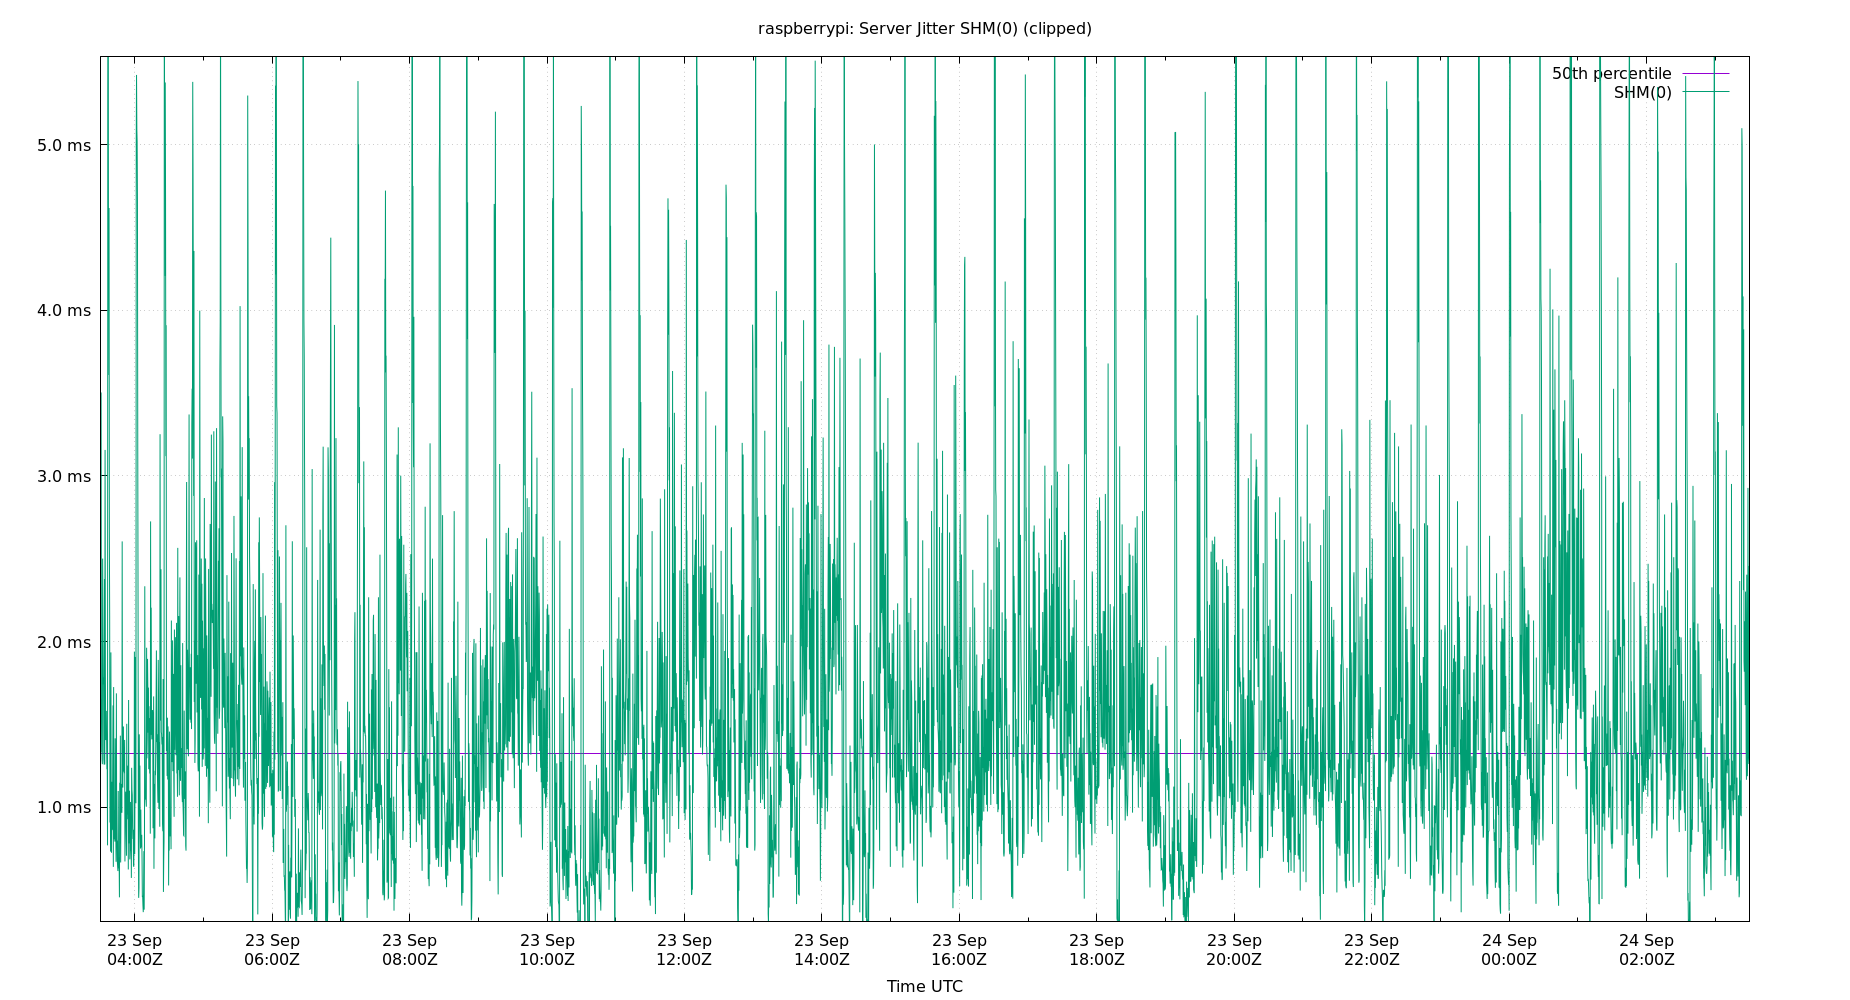 raspberrypi: Server Jitter SHM(0) (clipped)
50th percentile
SHM(0)
5.0 ms
4.0 ms
3.0 ms
2.0 ms
1.0 ms
23 Sep 23 Sep 23 Sep 23 Sep 23 Sep 23 Sep 23 Sep 23 Sep 23 Sep 23 Sep 24 Sep 24 Sep
04:00Z 06:00Z 08:00Z 10:00Z 12:00Z 14:00Z 16:00Z 18:00Z 20:00Z 22:00Z 00:00Z 02:00Z
Time UTC